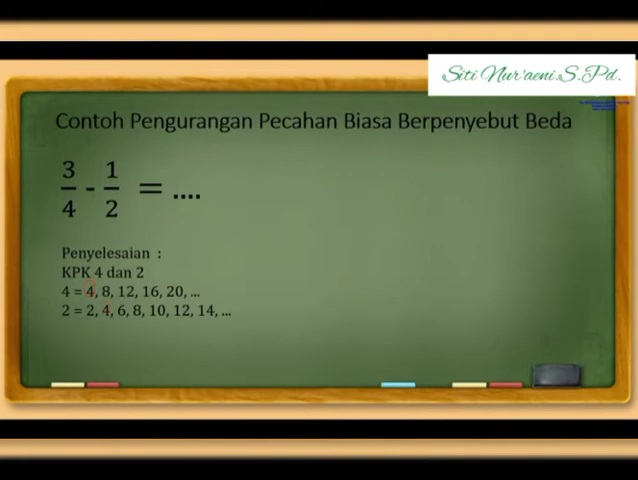 Siti Nur'aeni.S.Pd.
Contoh Pengurangan Pecahan Biasa Berpenyebut Beda
3/4 - 1/2 = ....
Penyelesaian :
KPK 4 dan 2
4 = 4, 8, 12, 16, 20, ...
2 = 2, 4, 6, 8, 10, 12, 14, ...